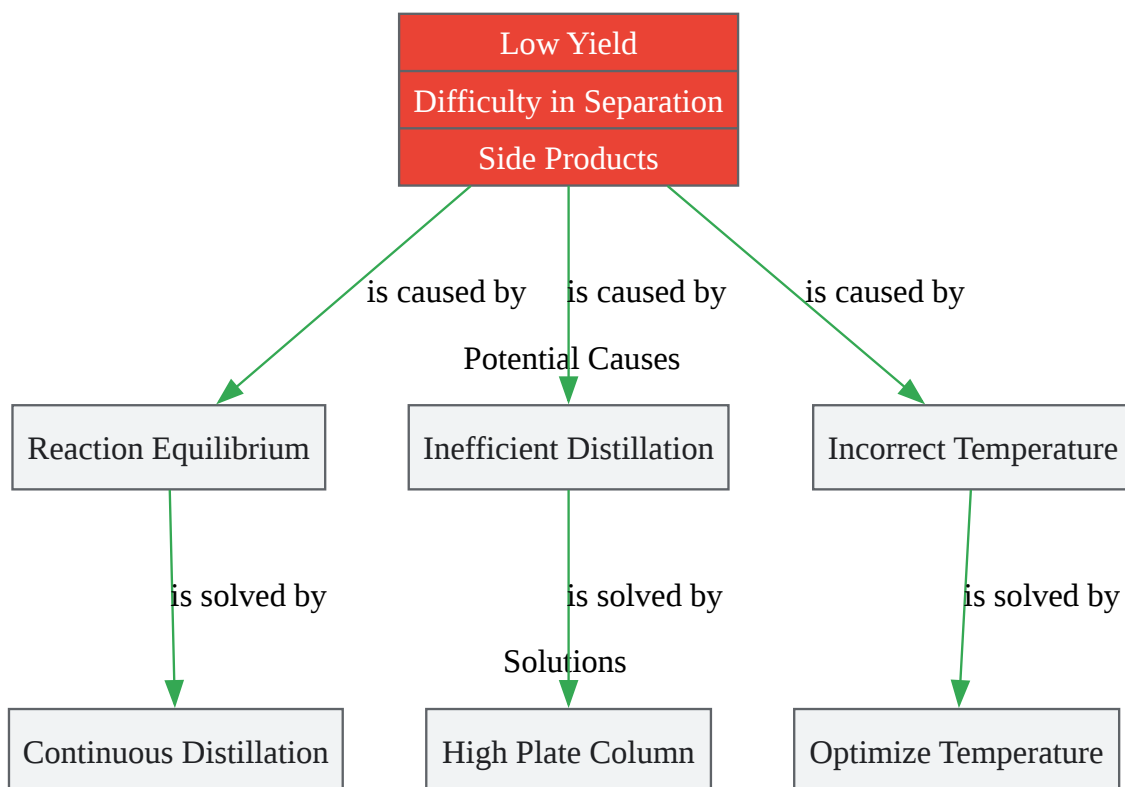 Low Yield
Difficulty in Separation
Side Products
is caused by
is caused by
is caused by
Potential Causes
Reaction Equilibrium
Inefficient Distillation
Incorrect Temperature
is solved by
is solved by
is solved by
Solutions
Continuous Distillation
High Plate Column
Optimize Temperature